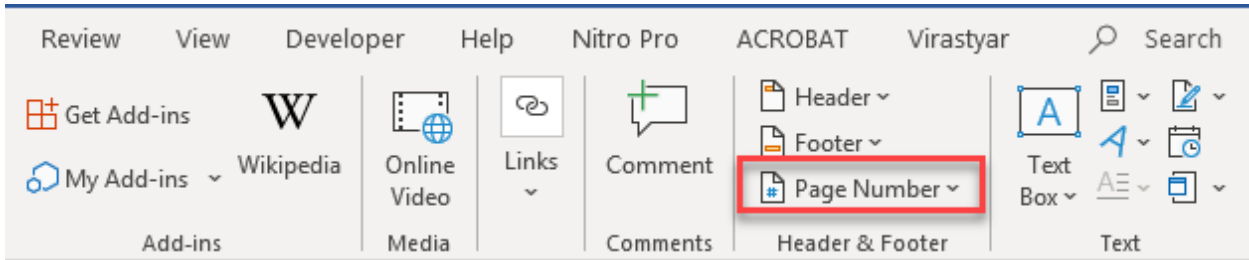 Review View Developer Help Nitro Pro ACROBAT Virastyar Search
Get Add-ins
My Add-ins
W
Wikipedia
Online
Video
Links
Comment
Header
Footer
# Page Number
A
Text
Box
A
A
Add-ins Media Comments Header & Footer Text